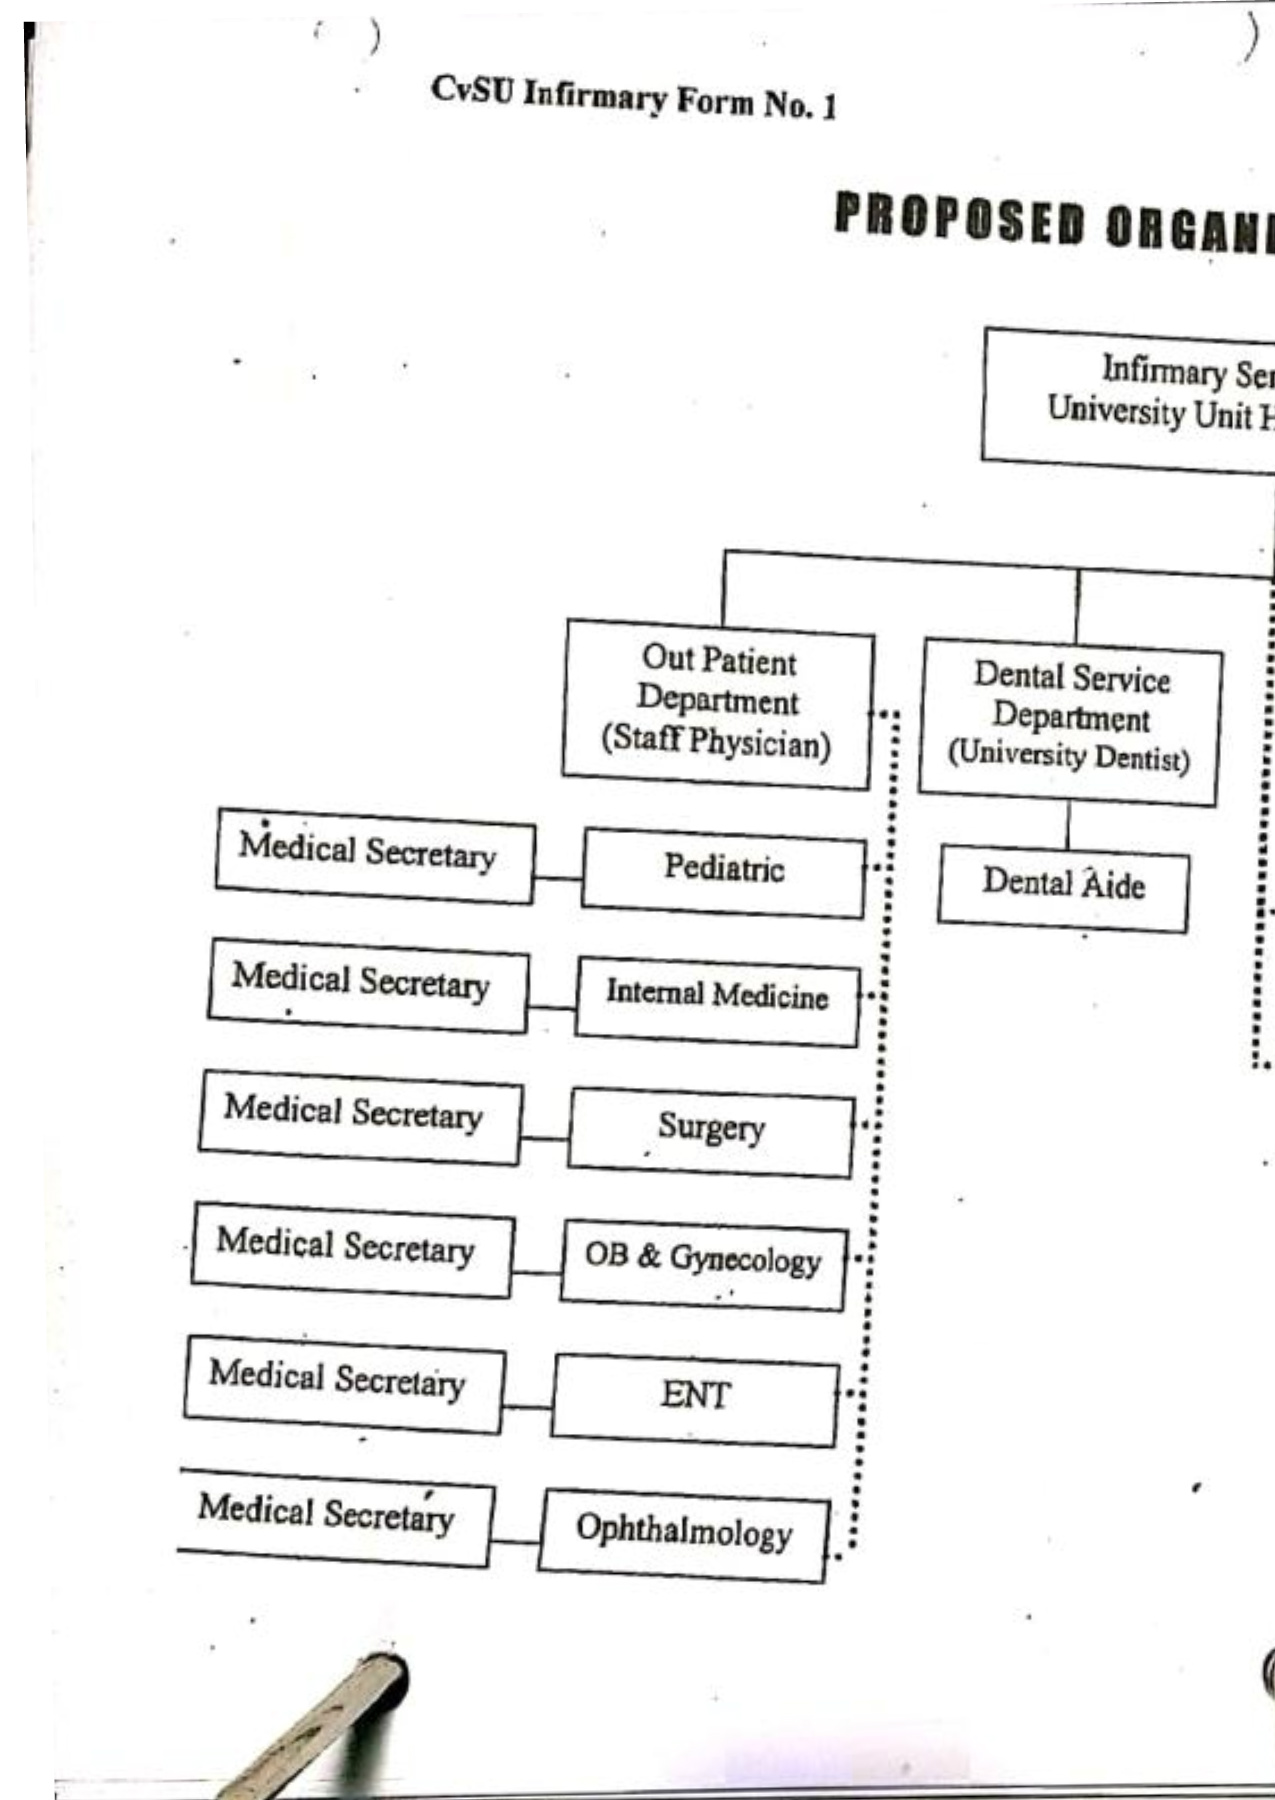 CvSU Infirmary Form No. 1
PROPOSED
Infirmary
University Unit
Out Patient
Department
(Staff Physician)
Dental Service
Department
(University Dentist)
Medical Secretary
Pediatric
Dental Aide
Medical Secretary
Internal Medicine
Medical Secretary
Surgery
Medical Secretary
OB & Gynecology
Medical Secretary
ENT
Medical Secretary
Ophthalmology